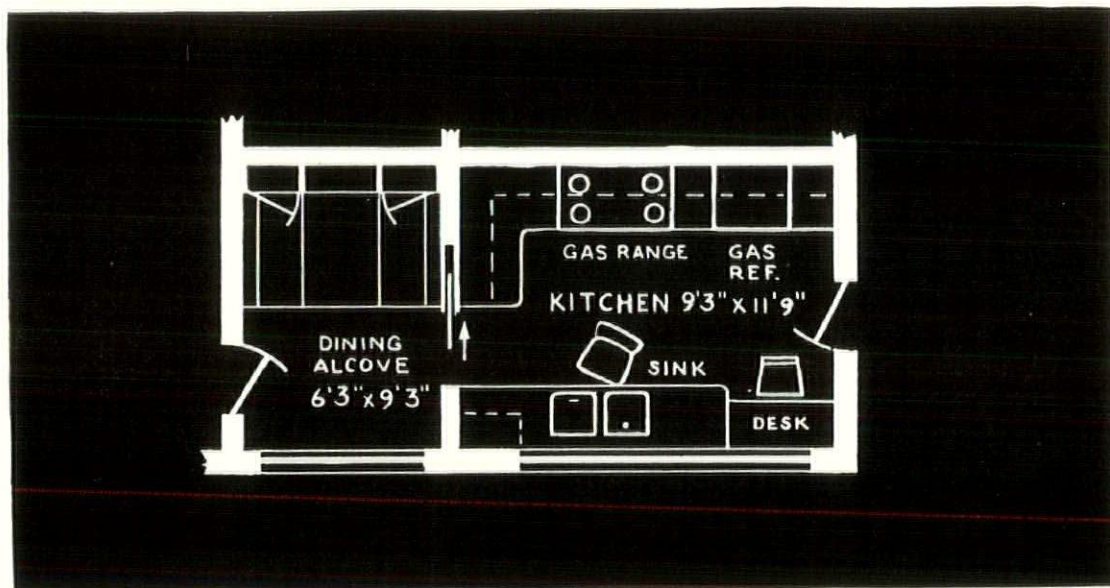 GAS RANGE
GAS
REF.
KITCHEN 9'3" x 11'9"
DINING
ALCOVE
6'3" x 9'3"
SINK
DESK